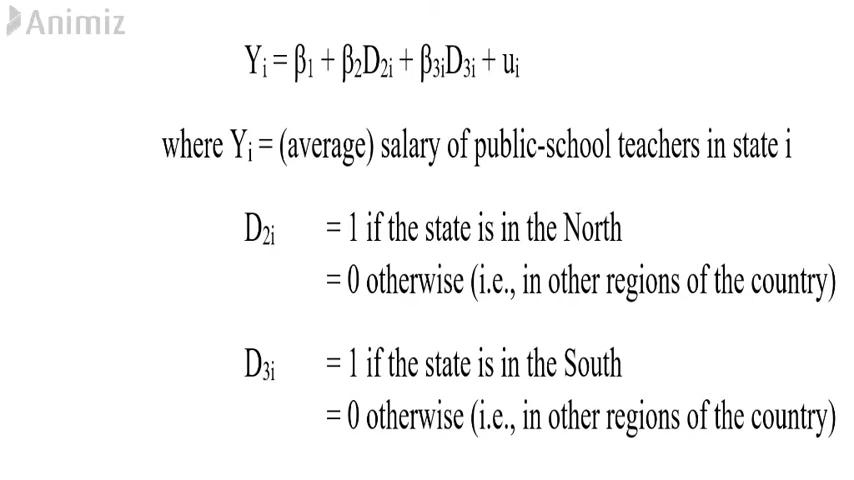 Animiz
Yᵢ = β₁ + β₂D₂ᵢ + β₃ᵢD₃ᵢ + uᵢ
where Yᵢ = (average) salary of public-school teachers in state i
D₂ᵢ = 1 if the state is in the North
= 0 otherwise (i.e., in other regions of the country)
D₃ᵢ = 1 if the state is in the South
= 0 otherwise (i.e., in other regions of the country)